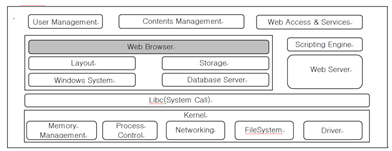 User Management
Contents Management
Web Access & Services
Web Browser
Scripting Engine
Layout
Storage
Web Server
Windows System
Database Server
Libc(System Call)
Kernel
Memory Management
Process Control
Networking
FileSystem
Driver